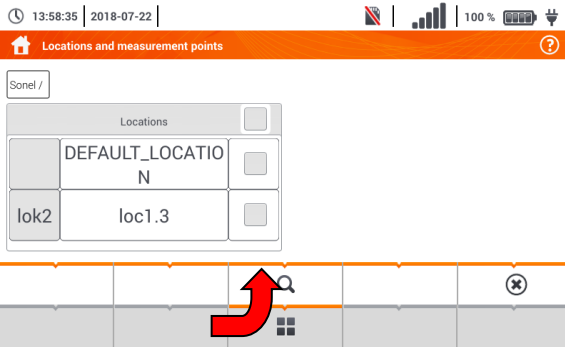 13:58:35 2018-07-22 100 %
Locations and measurement points ?
Sonel /
Locations
DEFAULT_LOCATIO
N
lok2 loc1.3